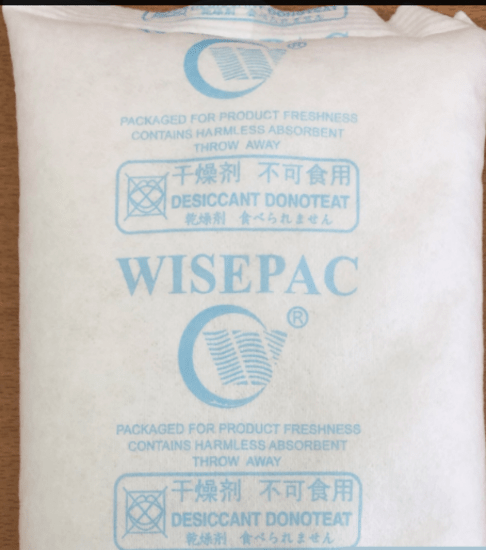 DONOTEAT
®
PACKAGED FOR PRODUCT FRESHNESS
CONTAINS HARMLESS ABSORBENT
THROW AWAY
干燥剂 不可食用
DESICCANT DONOTEAT
乾燥剤 食べられません
WISEPAC
®
PACKAGED FOR PRODUCT FRESHNESS
CONTAINS HARMLESS ABSORBENT
THROW AWAY
干燥剂 不可食用
DESICCANT DONOTEAT
乾燥剤 食べられません